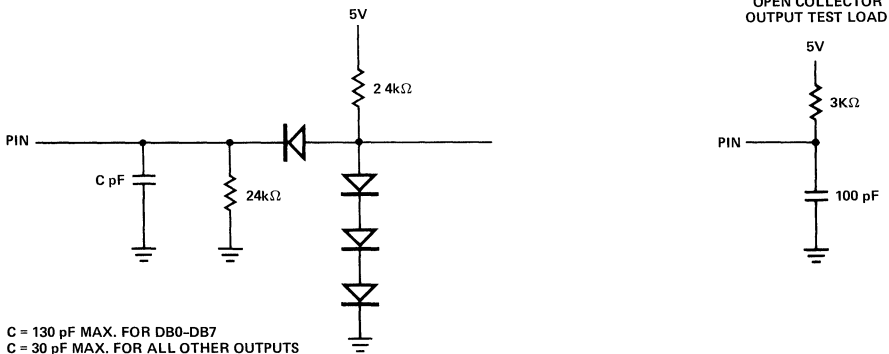 OPEN COLLECTOR
OUTPUT TEST LOAD
5V
2 4kΩ
PIN
C pF
24kΩ
5V
3KΩ
PIN
100 pF
C = 130 pF MAX. FOR DB0–DB7
C = 30 pF MAX. FOR ALL OTHER OUTPUTS